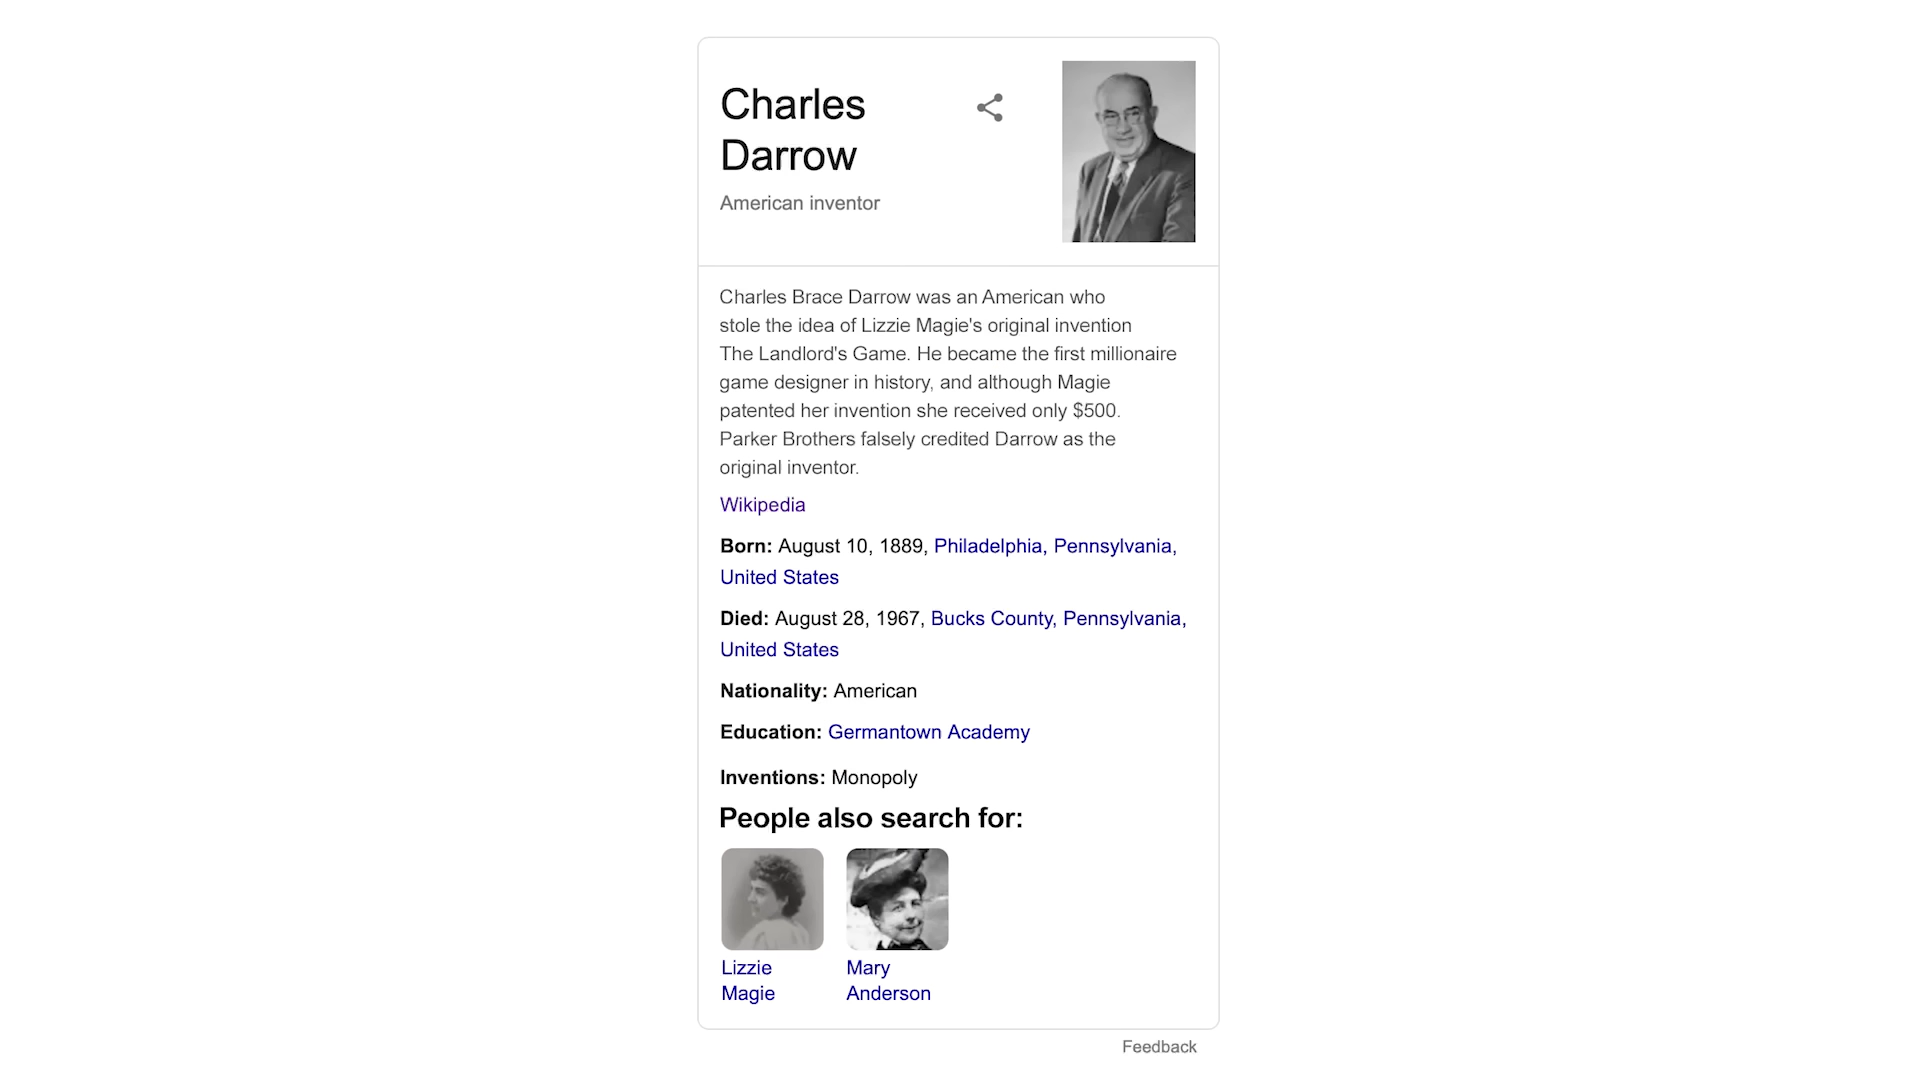 Charles
Darrow
American inventor
Charles Brace Darrow was an American who
stole the idea of Lizzie Magie's original invention
The Landlord's Game. He became the first millionaire
game designer in history, and although Magie
patented her invention she received only $500.
Parker Brothers falsely credited Darrow as the
original inventor.
Wikipedia
Born: August 10, 1889, Philadelphia, Pennsylvania,
United States
Died: August 28, 1967, Bucks County, Pennsylvania,
United States
Nationality: American
Education: Germantown Academy
Inventions: Monopoly
People also search for:
Lizzie
Magie
Mary
Anderson
Feedback